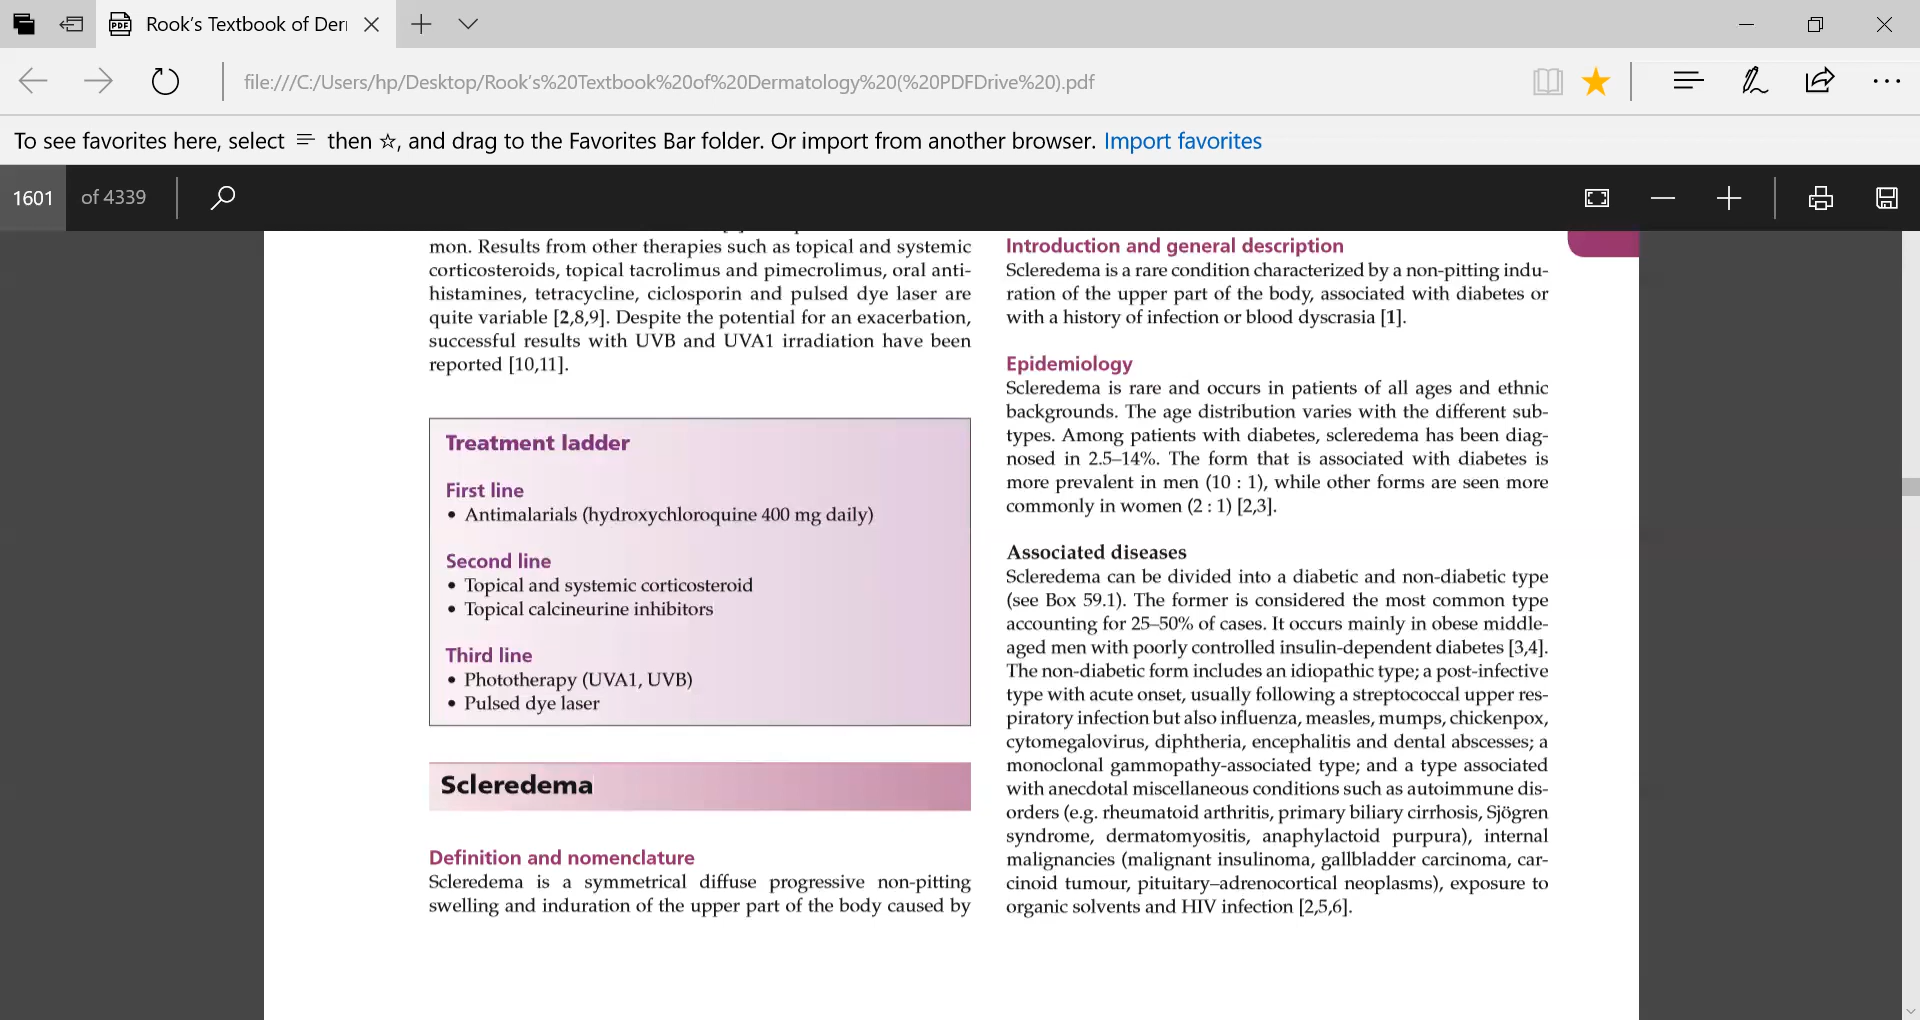 Rook's Textbook of Der
file:///C:/Users/hp/Desktop/Rook's%20Textbook%20of%20Dermatology%20(%20PDFDrive%20).pdf
To see favorites here, select then ☆, and drag to the Favorites Bar folder. Or import from another browser. Import favorites
1601 of 4339
mon. Results from other therapies such as topical and systemic
corticosteroids, topical tacrolimus and pimecrolimus, oral anti-
histamines, tetracycline, ciclosporin and pulsed dye laser are
quite variable [2,8,9]. Despite the potential for an exacerbation,
successful results with UVB and UVA1 irradiation have been
reported [10,11].
Treatment ladder
First line
• Antimalarials (hydroxychloroquine 400 mg daily)
Second line
• Topical and systemic corticosteroid
• Topical calcineurine inhibitors
Third line
• Phototherapy (UVA1, UVB)
• Pulsed dye laser
Scleredema
Definition and nomenclature
Scleredema is a symmetrical diffuse progressive non-pitting
swelling and induration of the upper part of the body caused by
Introduction and general description
Scleredema is a rare condition characterized by a non-pitting indu-
ration of the upper part of the body, associated with diabetes or
with a history of infection or blood dyscrasia [1].
Epidemiology
Scleredema is rare and occurs in patients of all ages and ethnic
backgrounds. The age distribution varies with the different sub-
types. Among patients with diabetes, scleredema has been diag-
nosed in 2.5–14%. The form that is associated with diabetes is
more prevalent in men (10 : 1), while other forms are seen more
commonly in women (2 : 1) [2,3].
Associated diseases
Scleredema can be divided into a diabetic and non-diabetic type
(see Box 59.1). The former is considered the most common type
accounting for 25–50% of cases. It occurs mainly in obese middle-
aged men with poorly controlled insulin-dependent diabetes [3,4].
The non-diabetic form includes an idiopathic type; a post-infective
type with acute onset, usually following a streptococcal upper res-
piratory infection but also influenza, measles, mumps, chickenpox,
cytomegalovirus, diphtheria, encephalitis and dental abscesses; a
monoclonal gammopathy-associated type; and a type associated
with anecdotal miscellaneous conditions such as autoimmune dis-
orders (e.g. rheumatoid arthritis, primary biliary cirrhosis, Sjögren
syndrome, dermatomyositis, anaphylactoid purpura), internal
malignancies (malignant insulinoma, gallbladder carcinoma, car-
cinoid tumour, pituitary–adrenocortical neoplasms), exposure to
organic solvents and HIV infection [2,5,6].